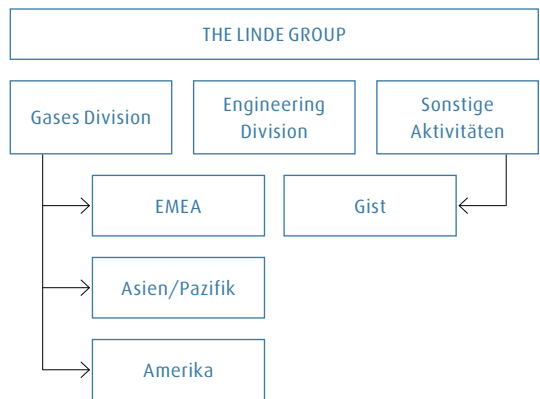 THE LINDE GROUP
Gases Division
Engineering
Division
Sonstige
Aktivitäten
EMEA
Gist
Asien/Pazifik
Amerika